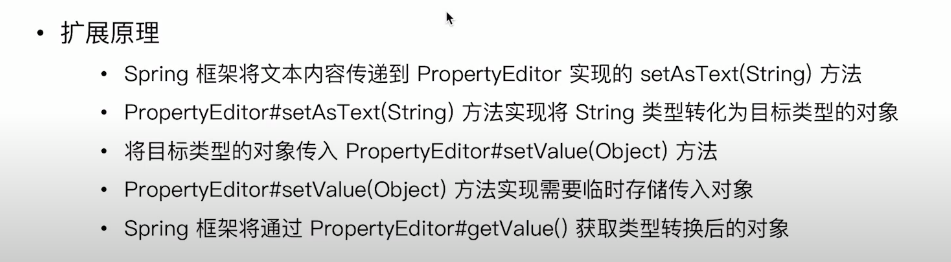 • 扩展原理
• Spring 框架将文本内容传递到 PropertyEditor 实现的 setAsText(String) 方法
• PropertyEditor#setAsText(String) 方法实现将 String 类型转化为目标类型的对象
• 将目标类型的对象传入 PropertyEditor#setValue(Object) 方法
• PropertyEditor#setValue(Object) 方法实现需要临时存储传入对象
• Spring 框架将通过 PropertyEditor#getValue() 获取类型转换后的对象